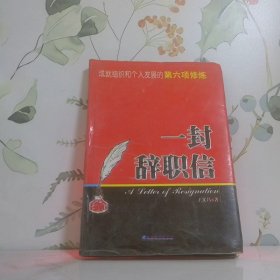 成就组织和个人发展的第六项修炼
一封
辞职信
A Letter of Resignation